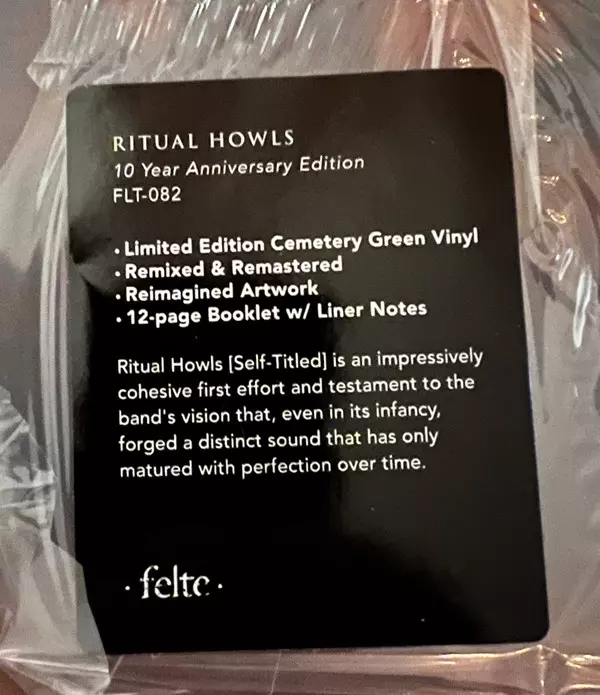 RITUAL HOWLS
10 Year Anniversary Edition
FLT-082
• Limited Edition Cemetery Green Vinyl
• Remixed & Remastered
• Reimagined Artwork
• 12-page Booklet w/ Liner Notes
Ritual Howls [Self-Titled] is an impressively
cohesive first effort and testament to the
band's vision that, even in its infancy,
forged a distinct sound that has only
matured with perfection over time.
· felte ·